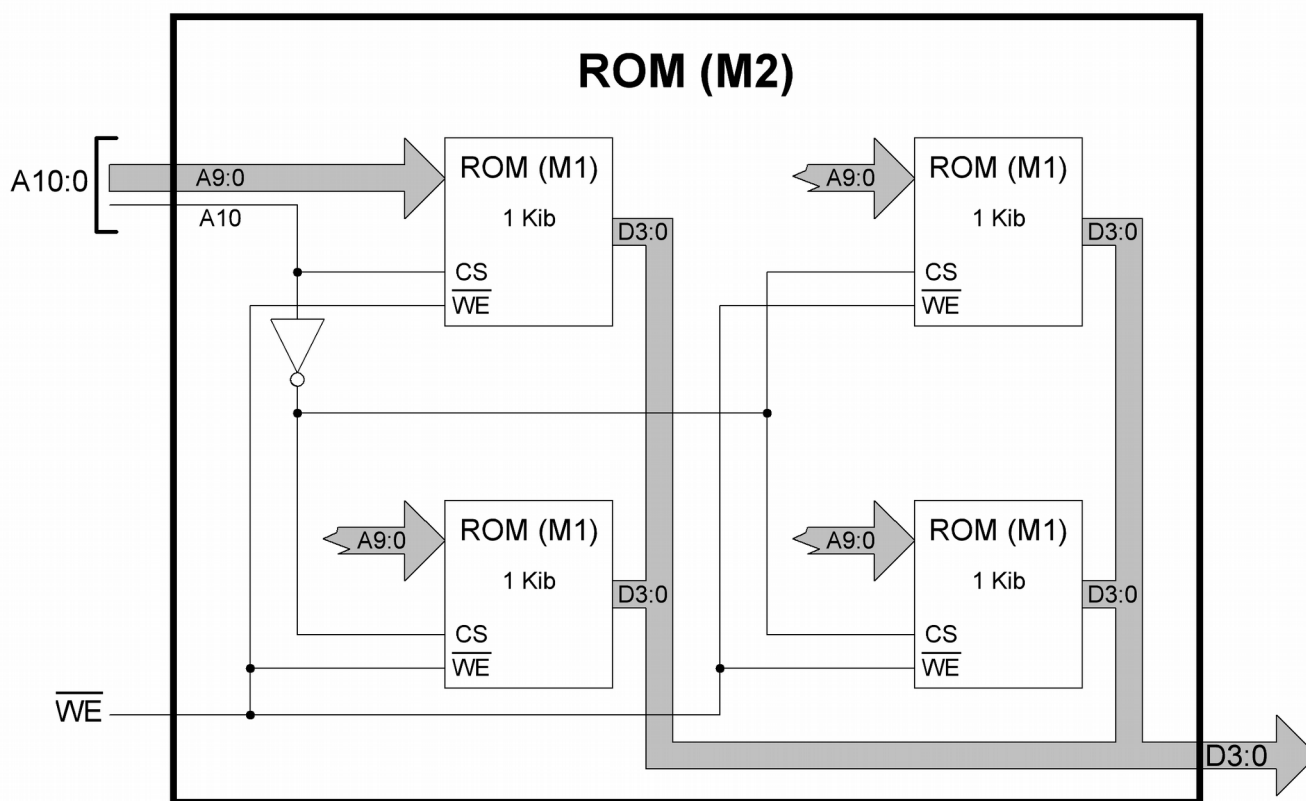 ROM (M2)
A10:0
A9:0
A10
ROM (M1)
1 Kib
CS
WE
D3:0
A9:0
ROM (M1)
1 Kib
CS
WE
D3:0
A9:0
ROM (M1)
1 Kib
CS
WE
D3:0
A9:0
ROM (M1)
1 Kib
CS
WE
D3:0
WE
D3:0